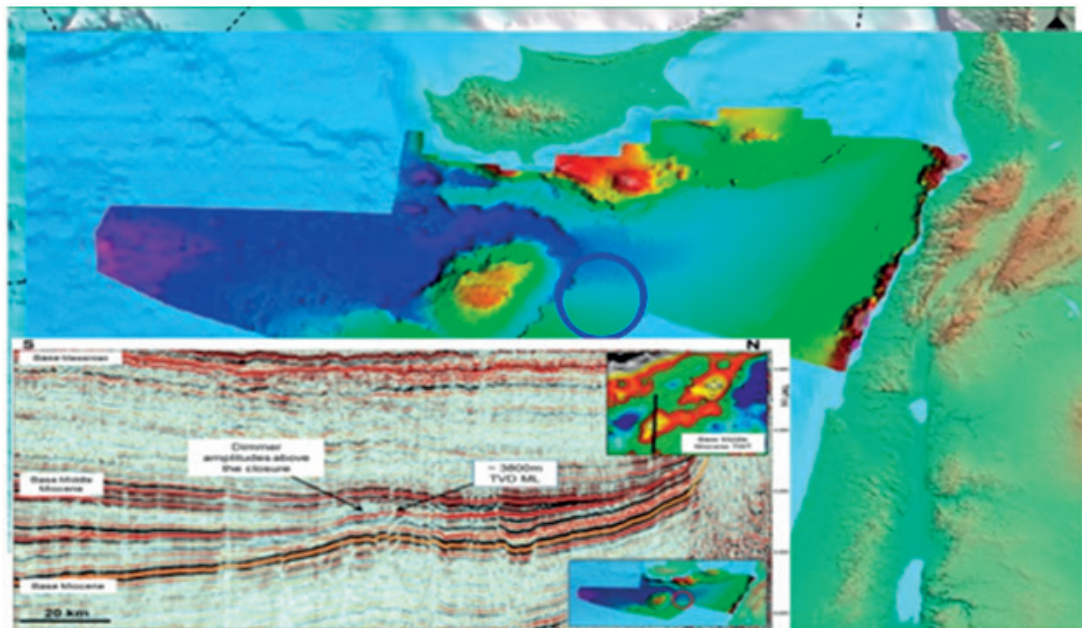 S
N
Base Messinian
Dimmer
amplitudes above
the closure
~ 3800m
TVD ML
Base Middle
Miocene TWT
Base Middle
Miocene
Base Miocene
20 km